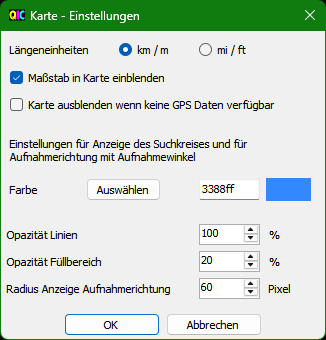 QIC Karte - Einstellungen
Längeneinheiten km / m mi / ft
Maßstab in Karte einblenden
Karte ausblenden wenn keine GPS Daten verfügbar
Einstellungen für Anzeige des Suchkreises und für
Aufnahmerichtung mit Aufnahmewinkel
Farbe Auswählen 3388ff
Opazität Linien 100 %
Opazität Füllbereich 20 %
Radius Anzeige Aufnahmerichtung 60 Pixel
OK Abbrechen